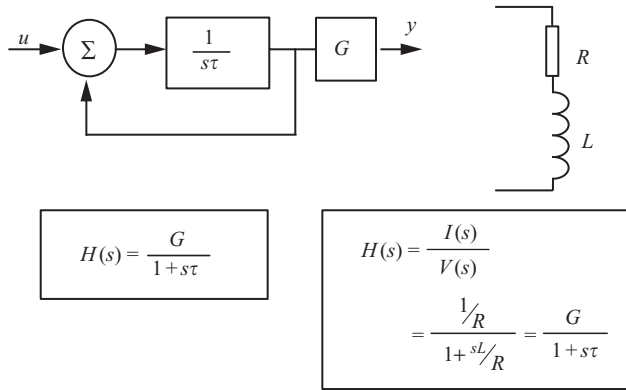 u
Σ
1
sτ
G
y
R
L
H(s) = G
1 + sτ
H(s) = I(s)
V(s)
= 1/R
1 + sL/R
= G
1 + sτ